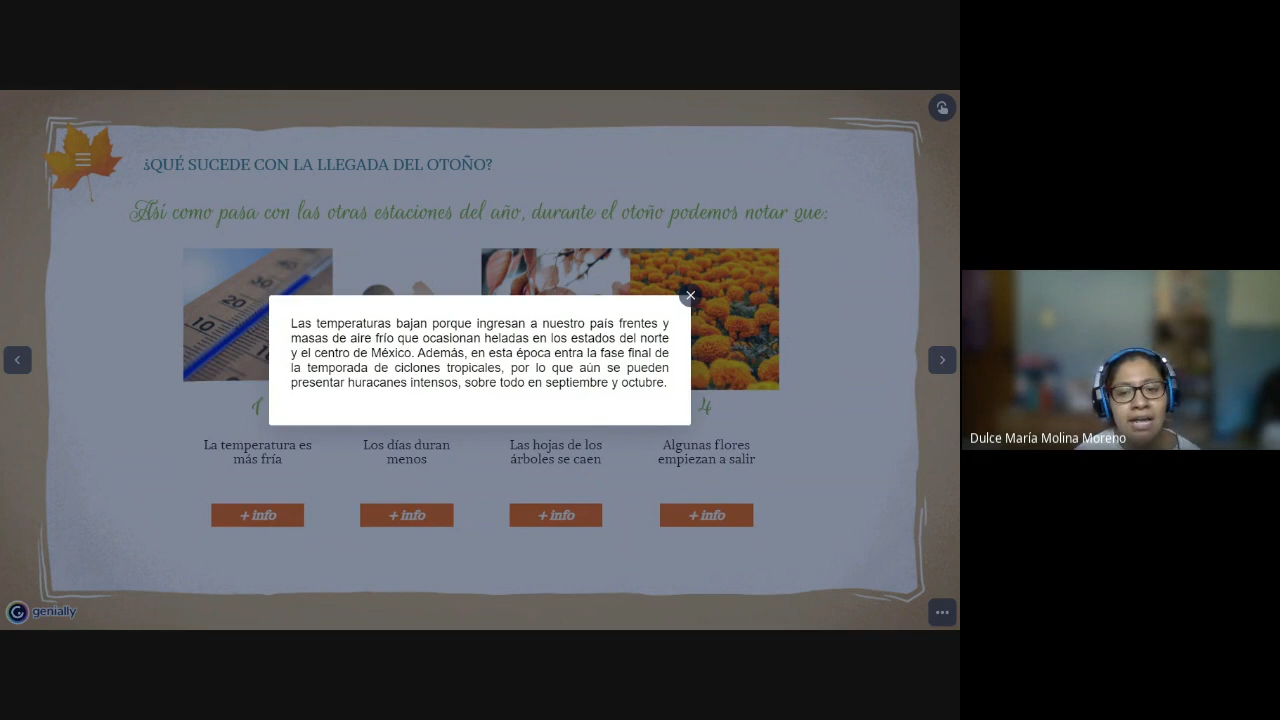 ¿QUÉ SUCEDE CON LA LLEGADA DEL OTOÑO?
Así como pasa con las otras estaciones del año, durante el otoño podemos notar que:
30
20
10
Las temperaturas bajan porque ingresan a nuestro país frentes y
masas de aire frío que ocasionan heladas en los estados del norte
y el centro de México. Además, en esta época entra la fase final de
la temporada de ciclones tropicales, por lo que aún se pueden
presentar huracanes intensos, sobre todo en septiembre y octubre.
1
4
La temperatura es
más fría
Los días duran
menos
Las hojas de los
árboles se caen
Algunas flores
empiezan a salir
+ info
+ info
+ info
+ info
genially
Dulce María Molina Moreno